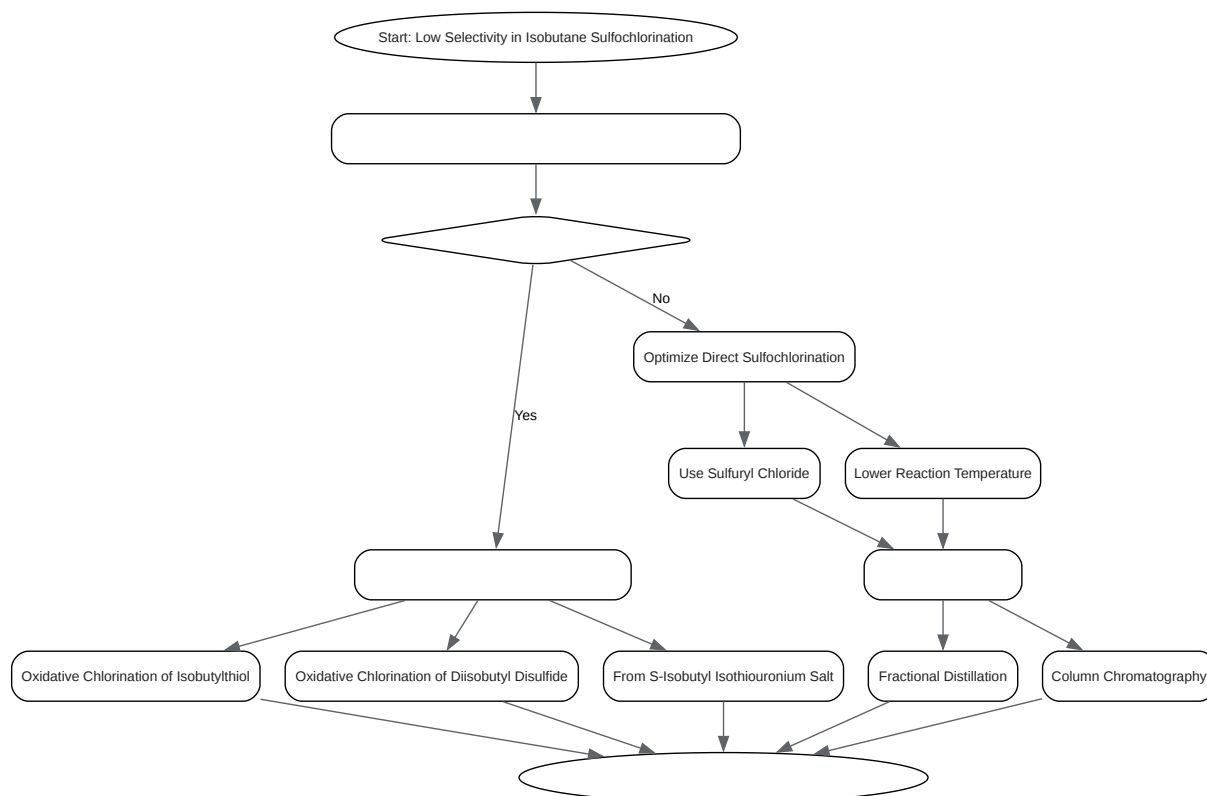 Start: Low Selectivity in Isobutane Sulfochlorination
No
Optimize Direct Sulfochlorination
Yes
Use Sulfuryl Chloride
Lower Reaction Temperature
Oxidative Chlorination of Isobutylthiol
Oxidative Chlorination of Diisobutyl Disulfide
From S-Isobutyl Isothiouronium Salt
Fractional Distillation
Column Chromatography